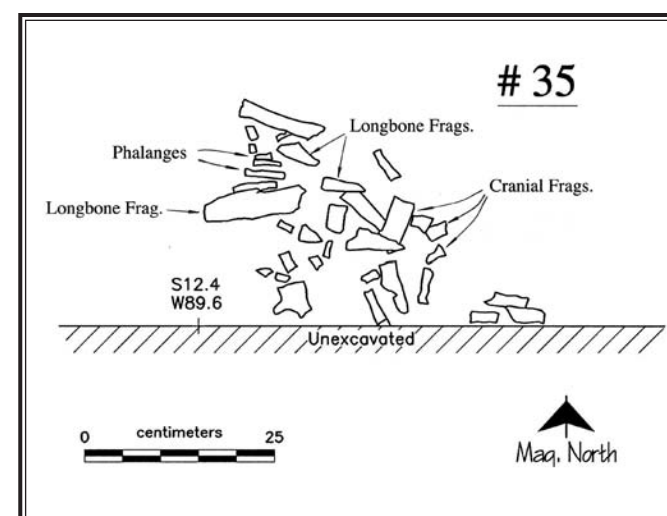 # 35
Longbone Frags.
Phalanges
Cranial Frags.
Longbone Frag.
S12.4
W89.6
Unexcavated
0 centimeters 25
Mag. North